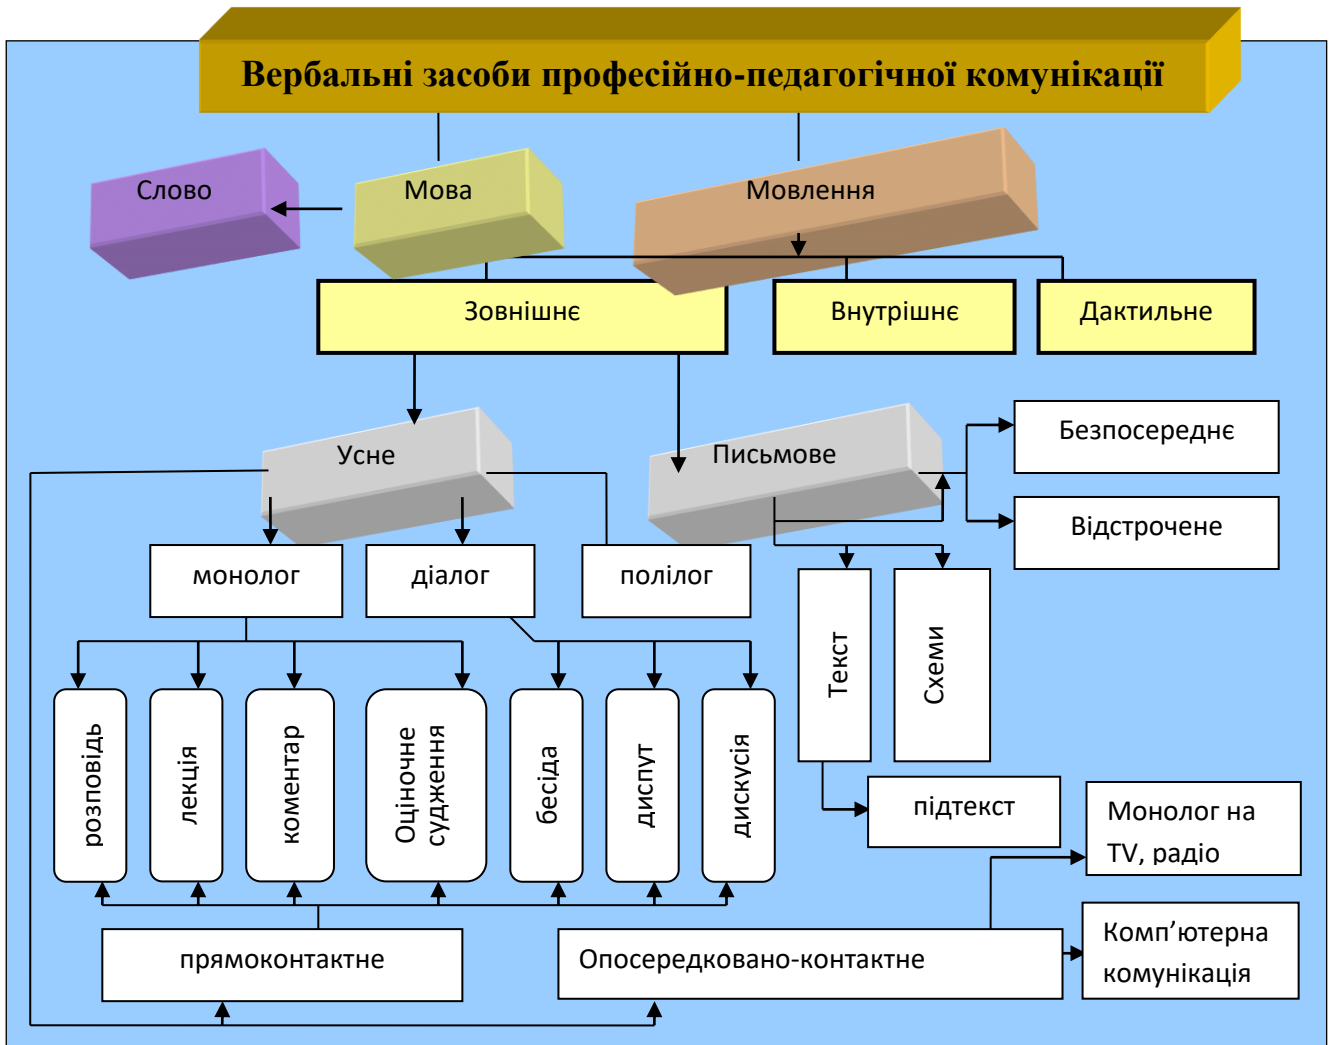 Вербальні засоби професійно-педагогічної комунікації
Слово
Мова
Мовлення
Зовнішнє
Внутрішнє
Дактильне
Усне
Письмове
Безпосереднє
Відстрочене
монолог
діалог
полілог
Текст
Схеми
розповідь
лекція
коментар
Оціночне
судження
бесіда
диспут
дискусія
підтекст
Монолог на
TV, радіо
прямоконтактне
Опосередковано-контактне
Комп’ютерна
комунікація